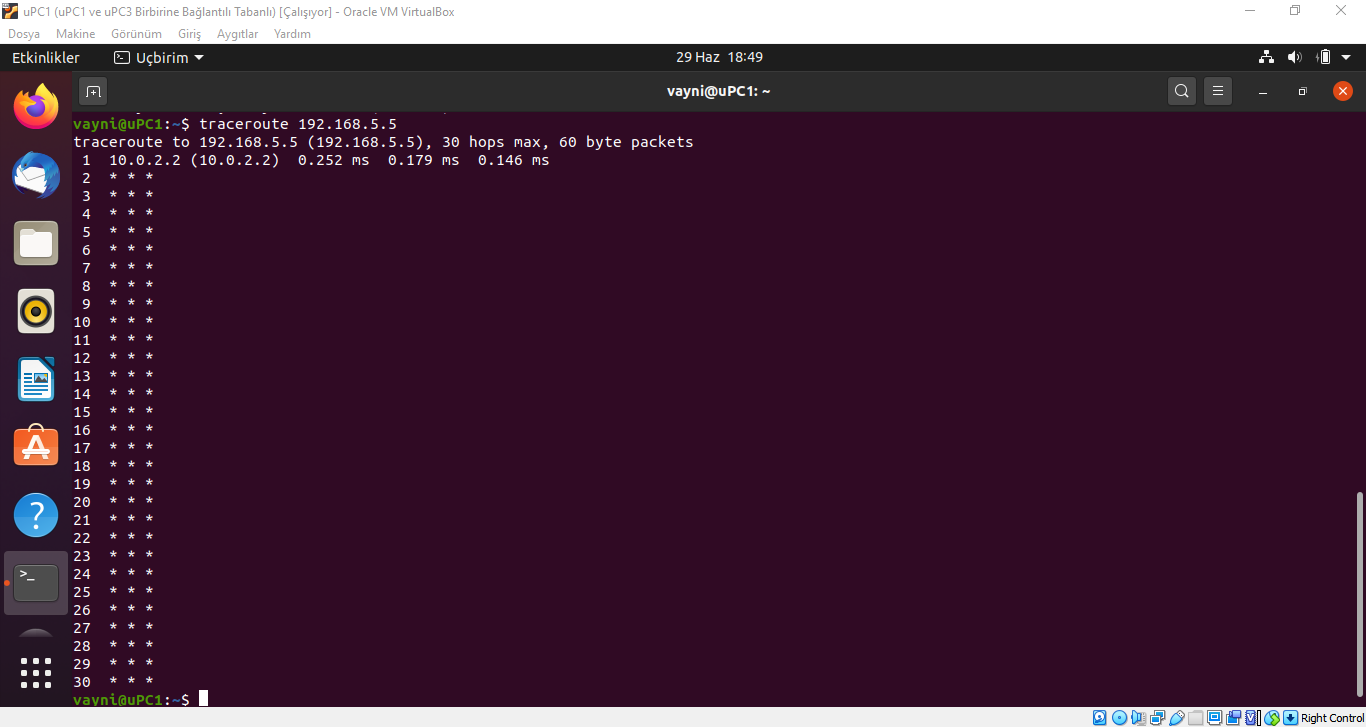 uPC1 (uPC1 ve uPC3 Birbirine Bağlantılı Tabanlı) [Çalışıyor] - Oracle VM VirtualBox
Dosya Makine Görünüm Giriş Aygıtlar Yardım
Etkinlikler Uçbirim 29 Haz 18:49
vayni@uPC1: ~
vayni@uPC1:~$ traceroute 192.168.5.5
traceroute to 192.168.5.5 (192.168.5.5), 30 hops max, 60 byte packets
1 10.0.2.2 (10.0.2.2) 0.252 ms 0.179 ms 0.146 ms
2 * * *
3 * * *
4 * * *
5 * * *
6 * * *
7 * * *
8 * * *
9 * * *
10 * * *
11 * * *
12 * * *
13 * * *
14 * * *
15 * * *
16 * * *
17 * * *
18 * * *
19 * * *
20 * * *
21 * * *
22 * * *
23 * * *
24 * * *
25 * * *
26 * * *
27 * * *
28 * * *
29 * * *
30 * * *
vayni@uPC1:~$
Right Control